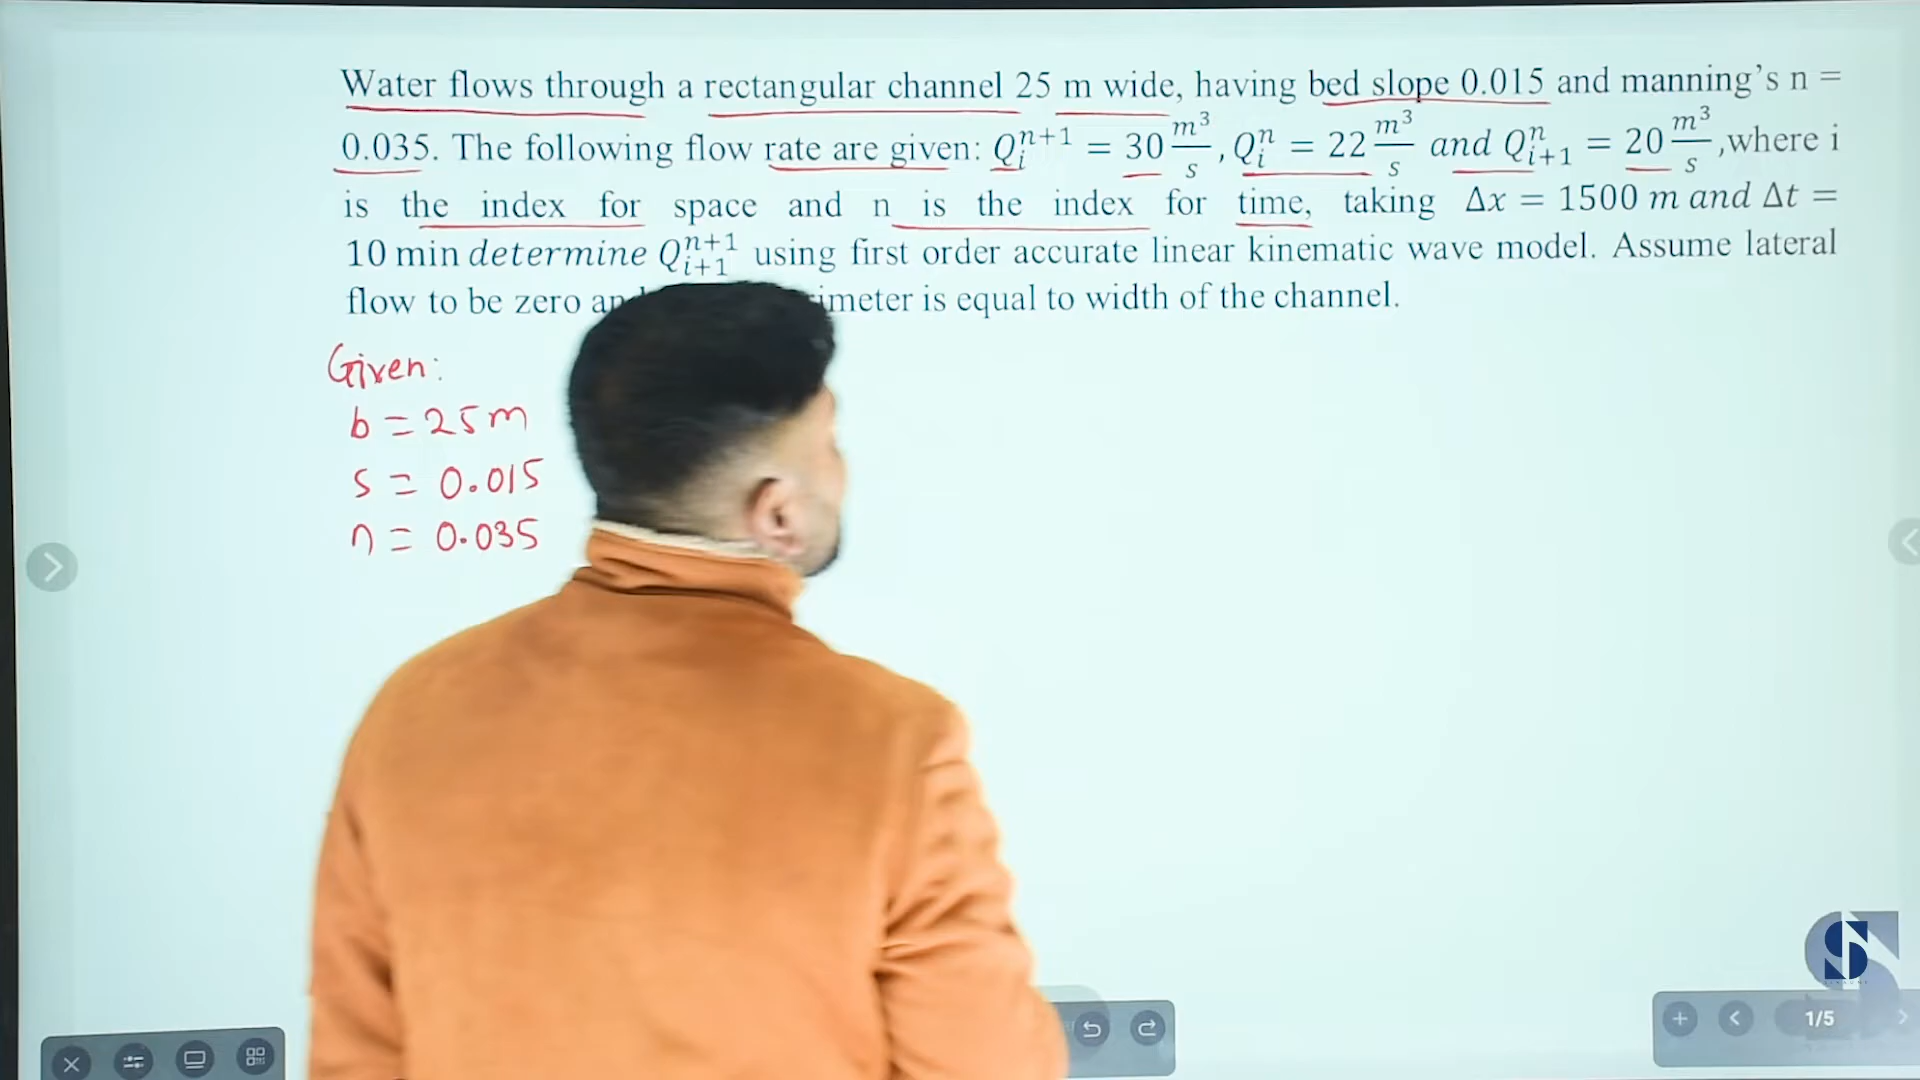 Water flows through a rectangular channel 25 m wide, having bed slope 0.015 and manning's n =
0.035. The following flow rate are given: Q_i^{n+1} = 30 m³/s, Q_i^n = 22 m³/s and Q_{i+1}^n = 20 m³/s, where i
is the index for space and n is the index for time, taking Δx = 1500 m and Δt =
10 min determine Q_{i+1}^{n+1} using first order accurate linear kinematic wave model. Assume lateral
flow to be zero imeter is equal to width of the channel.
Given:
b = 25m
S = 0.015
n = 0.035
1/5